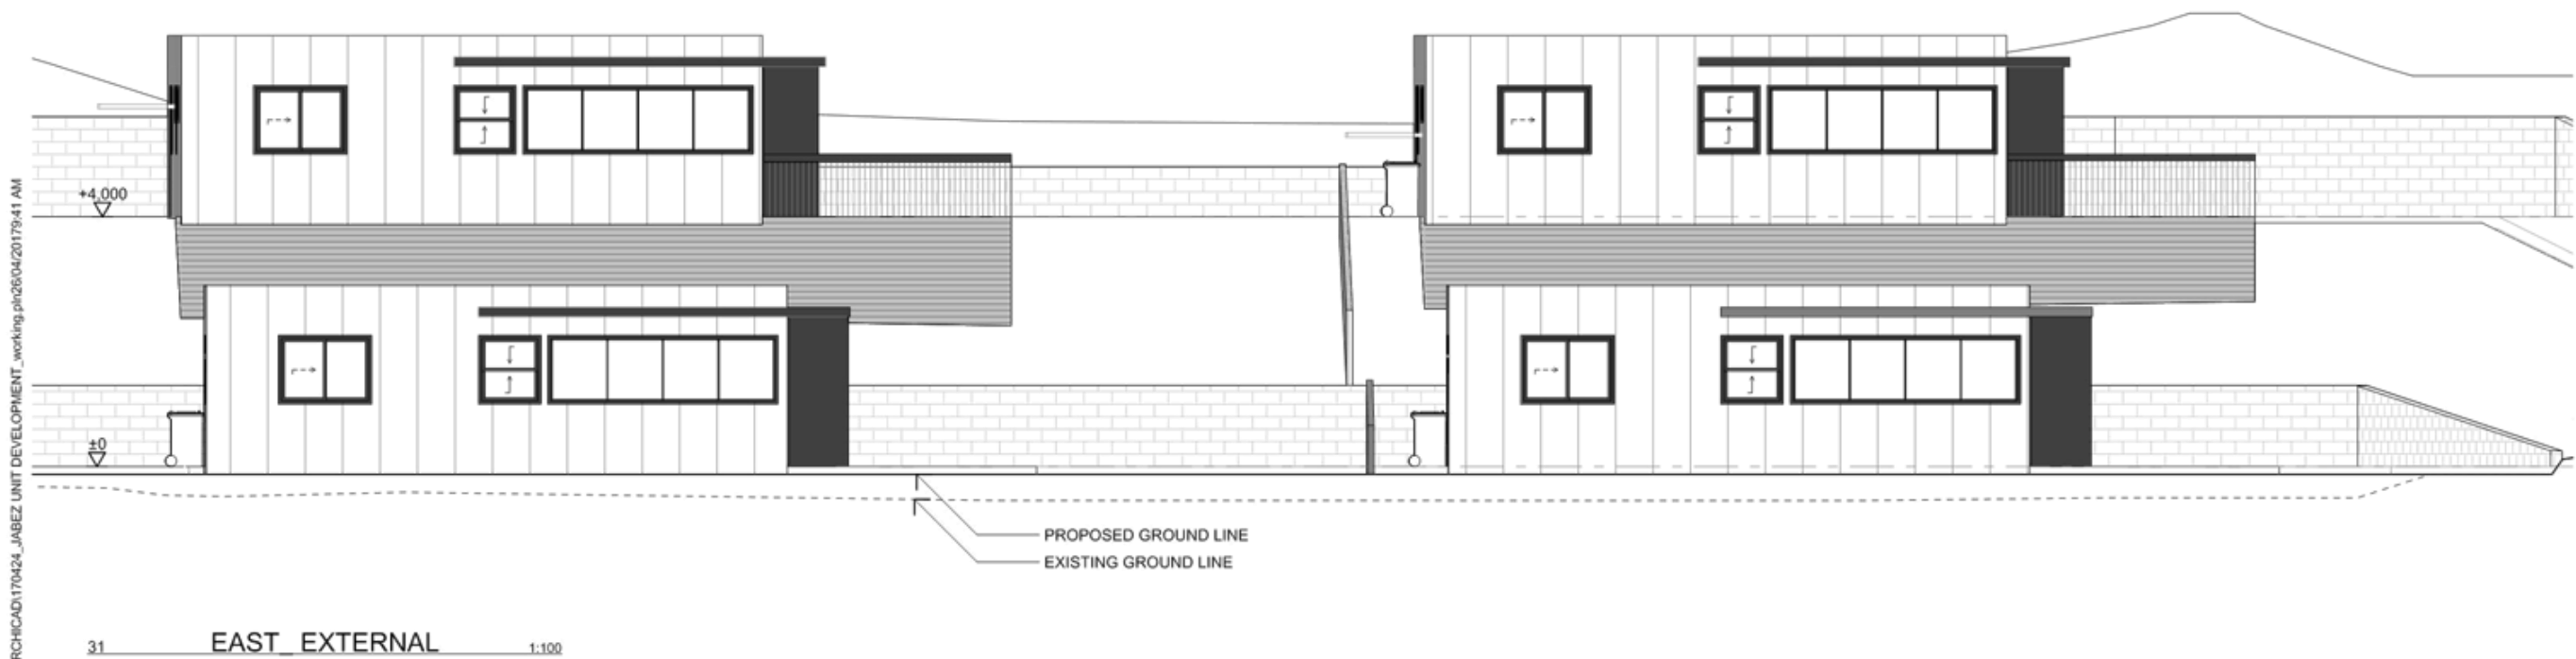 +4,000
±0
PROPOSED GROUND LINE
EXISTING GROUND LINE
31 EAST_ EXTERNAL 1:100
RCHICAD\170424_JABEZ UNIT DEVELOPMENT_working.pln26/04/20179:41 AM